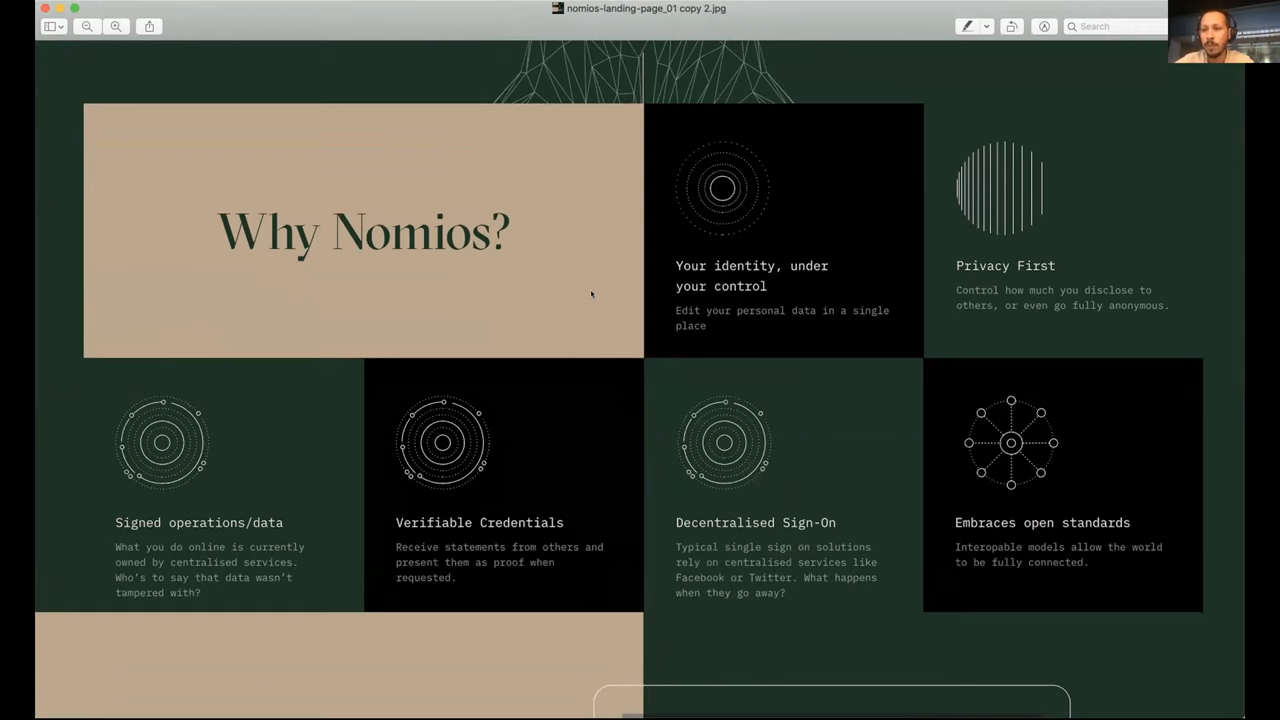 nomios-landing-page_01 copy 2.jpg
Search
Why Nomios?
Your identity, under
your control
Edit your personal data in a single
place
Privacy First
Control how much you disclose to
others, or even go fully anonymous.
Signed operations/data
What you do online is currently
owned by centralised services.
Who's to say that data wasn't
tampered with?
Verifiable Credentials
Receive statements from others and
present them as proof when
requested.
Decentralised Sign-On
Typical single sign on solutions
rely on centralised services like
Facebook or Twitter. What happens
when they go away?
Embraces open standards
Interopable models allow the world
to be fully connected.